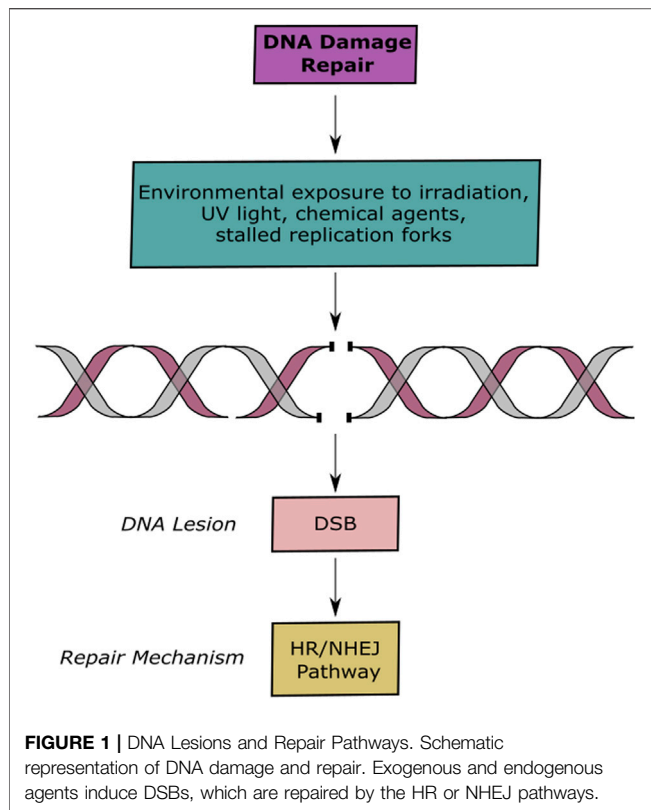 DNA Damage
Repair
Environmental exposure to irradiation,
UV light, chemical agents,
stalled replication forks
DNA Lesion
DSB
Repair Mechanism
HR/NHEJ
Pathway
FIGURE 1 | DNA Lesions and Repair Pathways. Schematic
representation of DNA damage and repair. Exogenous and endogenous
agents induce DSBs, which are repaired by the HR or NHEJ pathways.